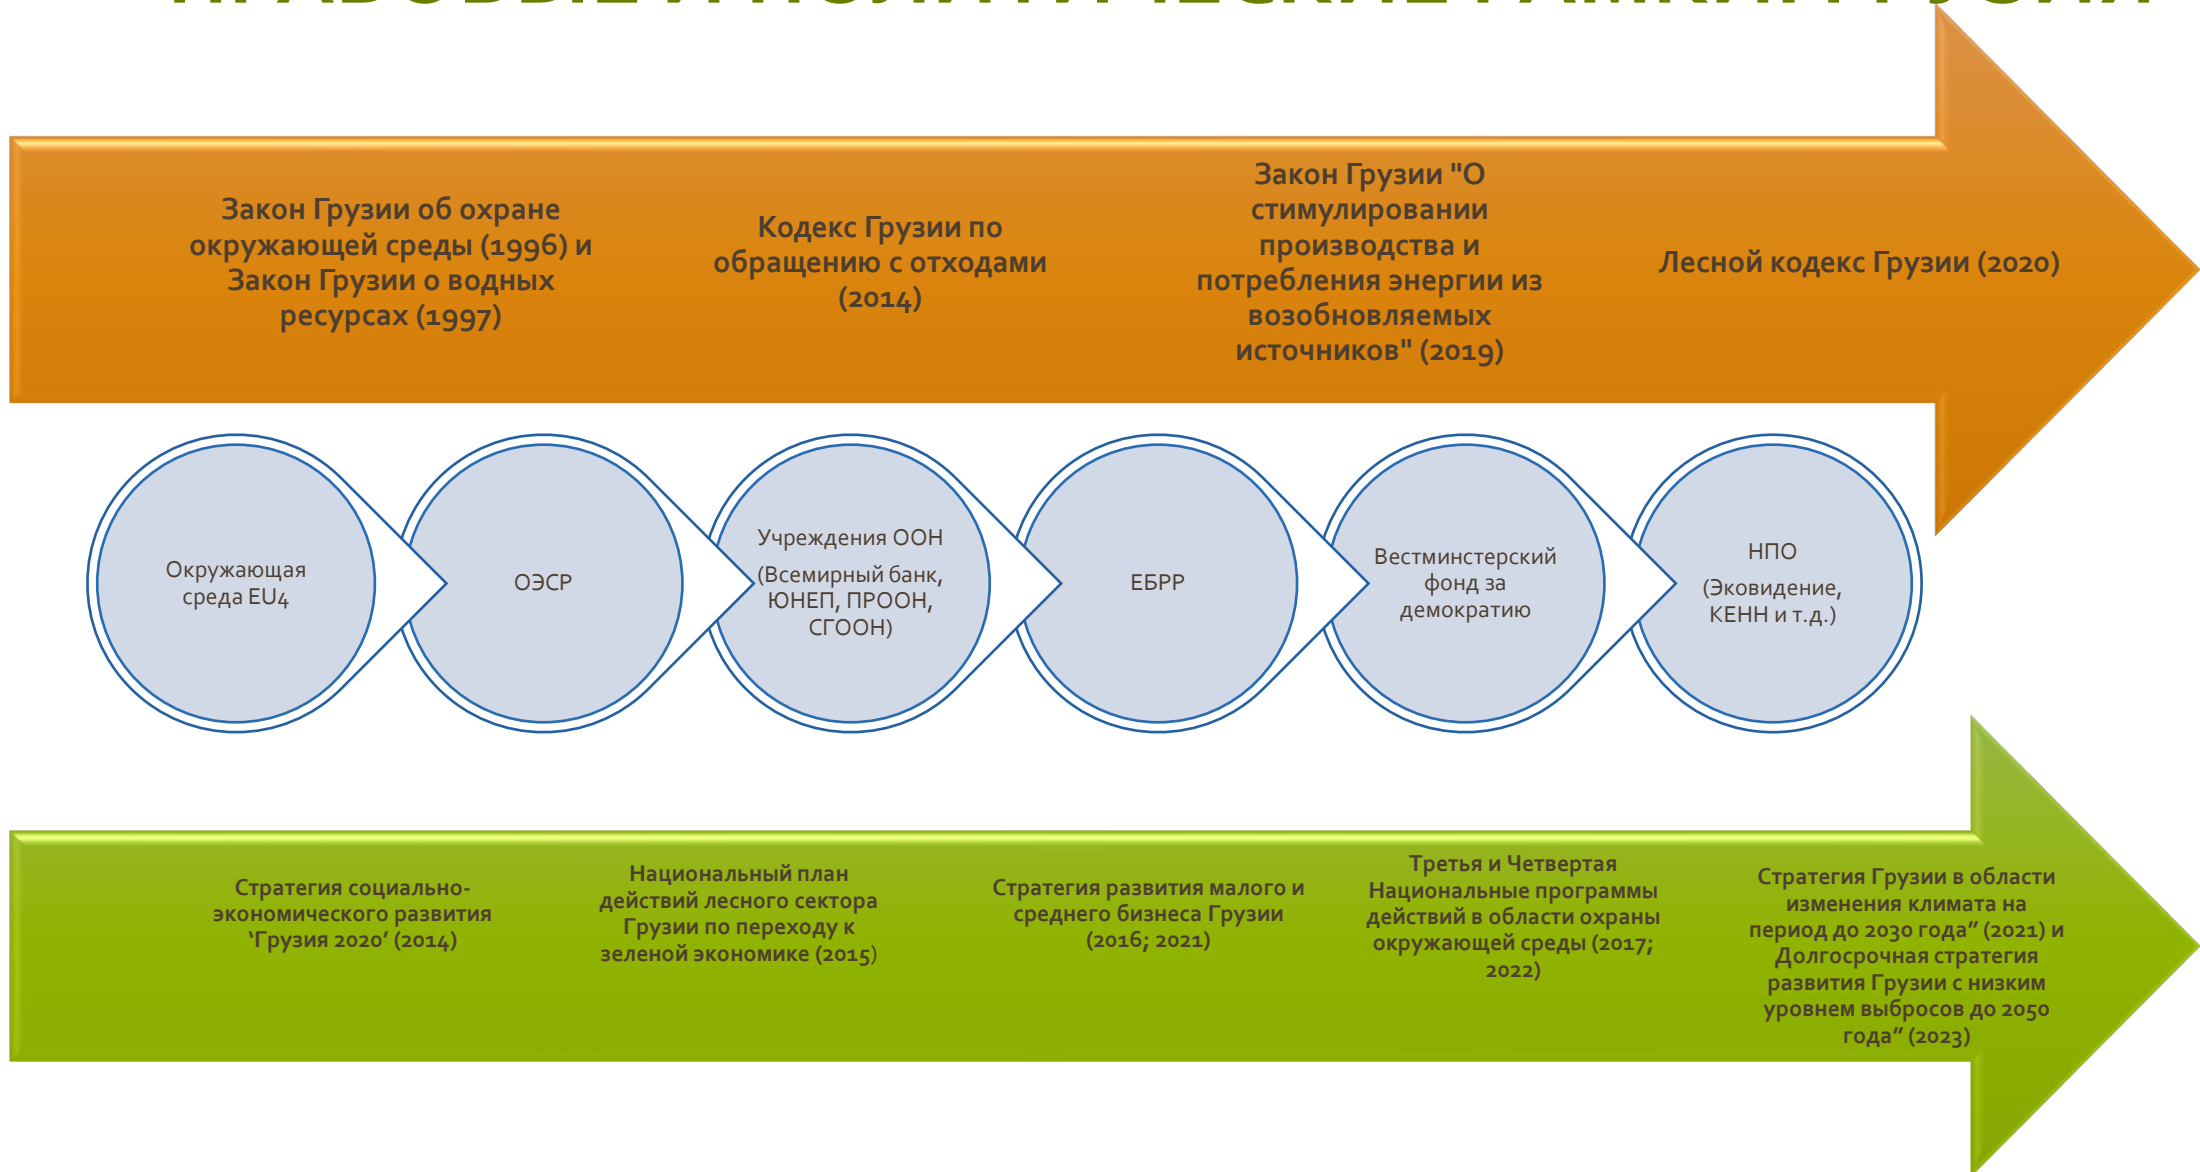 ПРАВОВЫЕ И ПОЛИТИЧЕСКИЕ РАМКИ: ГРУЗИЯ
Закон Грузии об охране
окружающей среды (1996) и
Закон Грузии о водных
ресурсах (1997)
Кодекс Грузии по
обращению с отходами
(2014)
Закон Грузии "О
стимулировании
производства и
потребления энергии из
возобновляемых
источников" (2019)
Лесной кодекс Грузии (2020)
Окружающая
среда EU4
ОЭСР
Учреждения ООН
(Всемирный банк,
ЮНЕП, ПРООН,
СГООН)
ЕБРР
Вестминстерский
фонд за
демократию
НПО
(Эковидение,
КЕНН и т.д.)
Стратегия социально-
экономического развития
‘Грузия 2020’ (2014)
Национальный план
действий лесного сектора
Грузии по переходу к
зеленой экономике (2015)
Стратегия развития малого и
среднего бизнеса Грузии
(2016; 2021)
Третья и Четвертая
Национальные программы
действий в области охраны
окружающей среды (2017;
2022)
Стратегия Грузии в области
изменения климата на
период до 2030 года” (2021) и
Долгосрочная стратегия
развития Грузии с низким
уровнем выбросов до 2050
года” (2023)